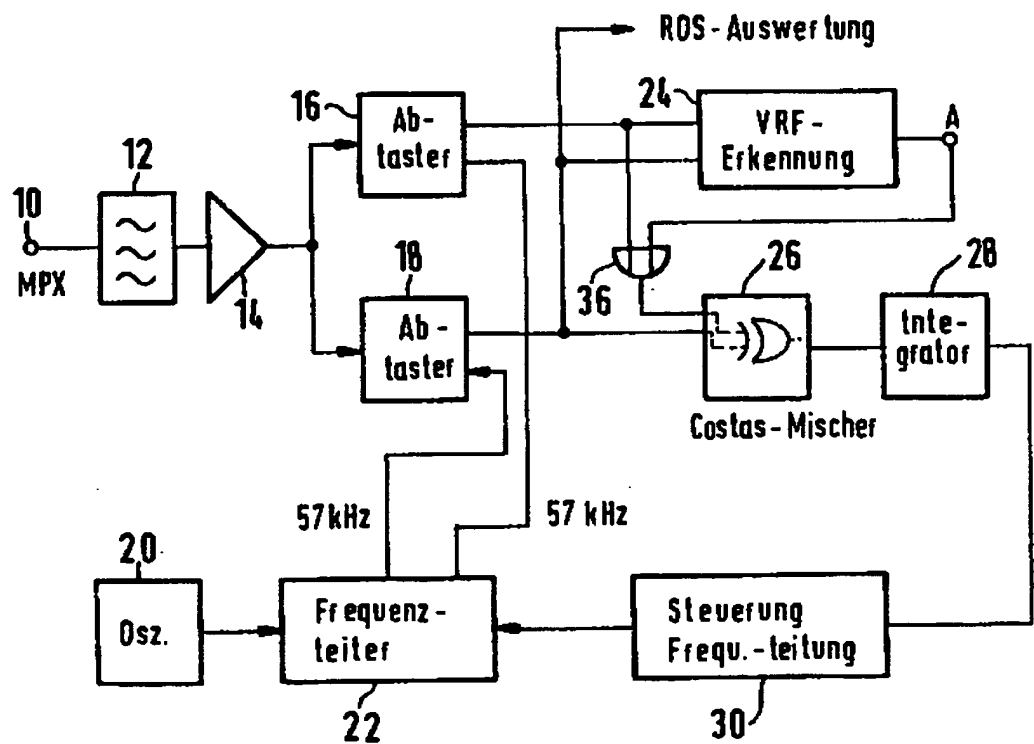 RDS-Auswertung
16
Ab-
taster
24
VRF-
Erkennung
A
12
10
MPX
14
18
Ab-
taster
36
26
28
Inte-
grator
Costas-Mischer
57kHz
57 kHz
20
Osz.
Frequenz-
teiler
22
Steuerung
Frequ.-teilung
30